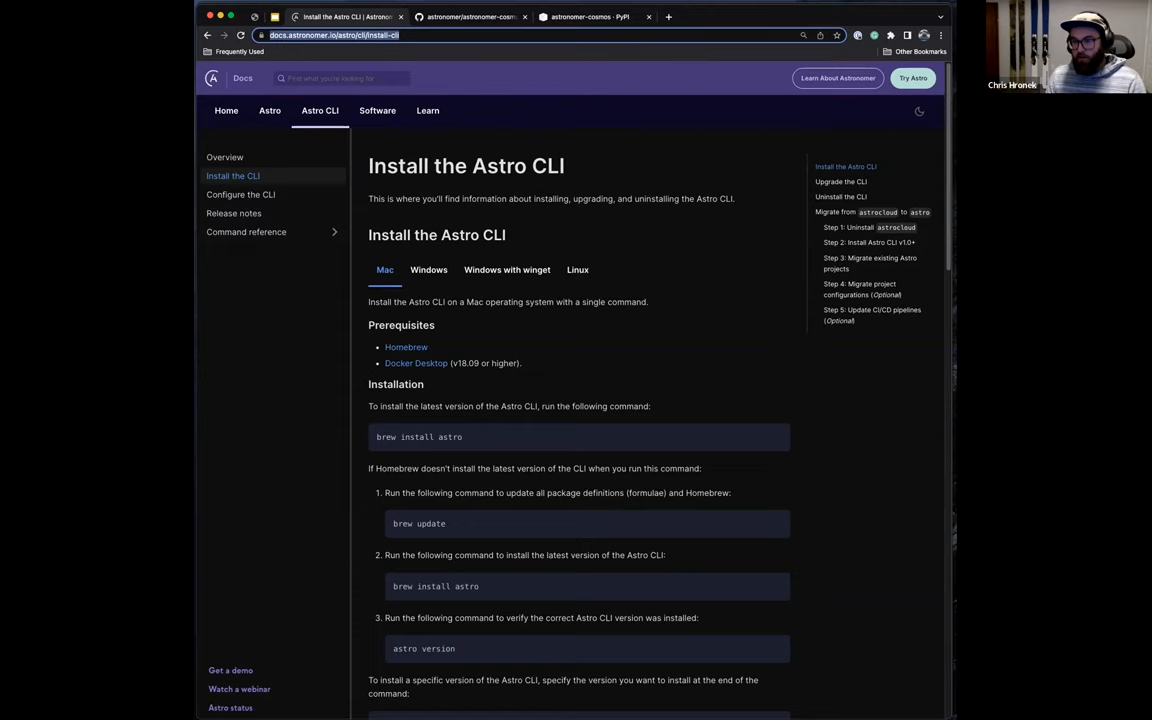 Install the Astro CLI | Astronon
astronomer/astronomer-cosmo
astronomer-cosmos · PyPI
docs.astronomer.io/astro/cli/install-cli
Frequently Used
Other Bookmarks
Docs
Find what you're looking for
Learn About Astronomer
Try Astro
Home
Astro
Astro CLI
Software
Learn
Overview
Install the CLI
Configure the CLI
Release notes
Command reference
Get a demo
Watch a webinar
Astro status
Install the Astro CLI
This is where you'll find information about installing, upgrading, and uninstalling the Astro CLI.
Install the Astro CLI
Mac
Windows
Windows with winget
Linux
Install the Astro CLI on a Mac operating system with a single command.
Prerequisites
• Homebrew
• Docker Desktop (v18.09 or higher).
Installation
To install the latest version of the Astro CLI, run the following command:
brew install astro
If Homebrew doesn't install the latest version of the CLI when you run this command:
1. Run the following command to update all package definitions (formulae) and Homebrew:
brew update
2. Run the following command to install the latest version of the Astro CLI:
brew install astro
3. Run the following command to verify the correct Astro CLI version was installed:
astro version
To install a specific version of the Astro CLI, specify the version you want to install at the end of the
command:
Install the Astro CLI
Upgrade the CLI
Uninstall the CLI
Migrate from astrocloud to astro
Step 1: Uninstall astrocloud
Step 2: Install Astro CLI v1.0+
Step 3: Migrate existing Astro
projects
Step 4: Migrate project
configurations (Optional)
Step 5: Update CI/CD pipelines
(Optional)
Chris Hronek